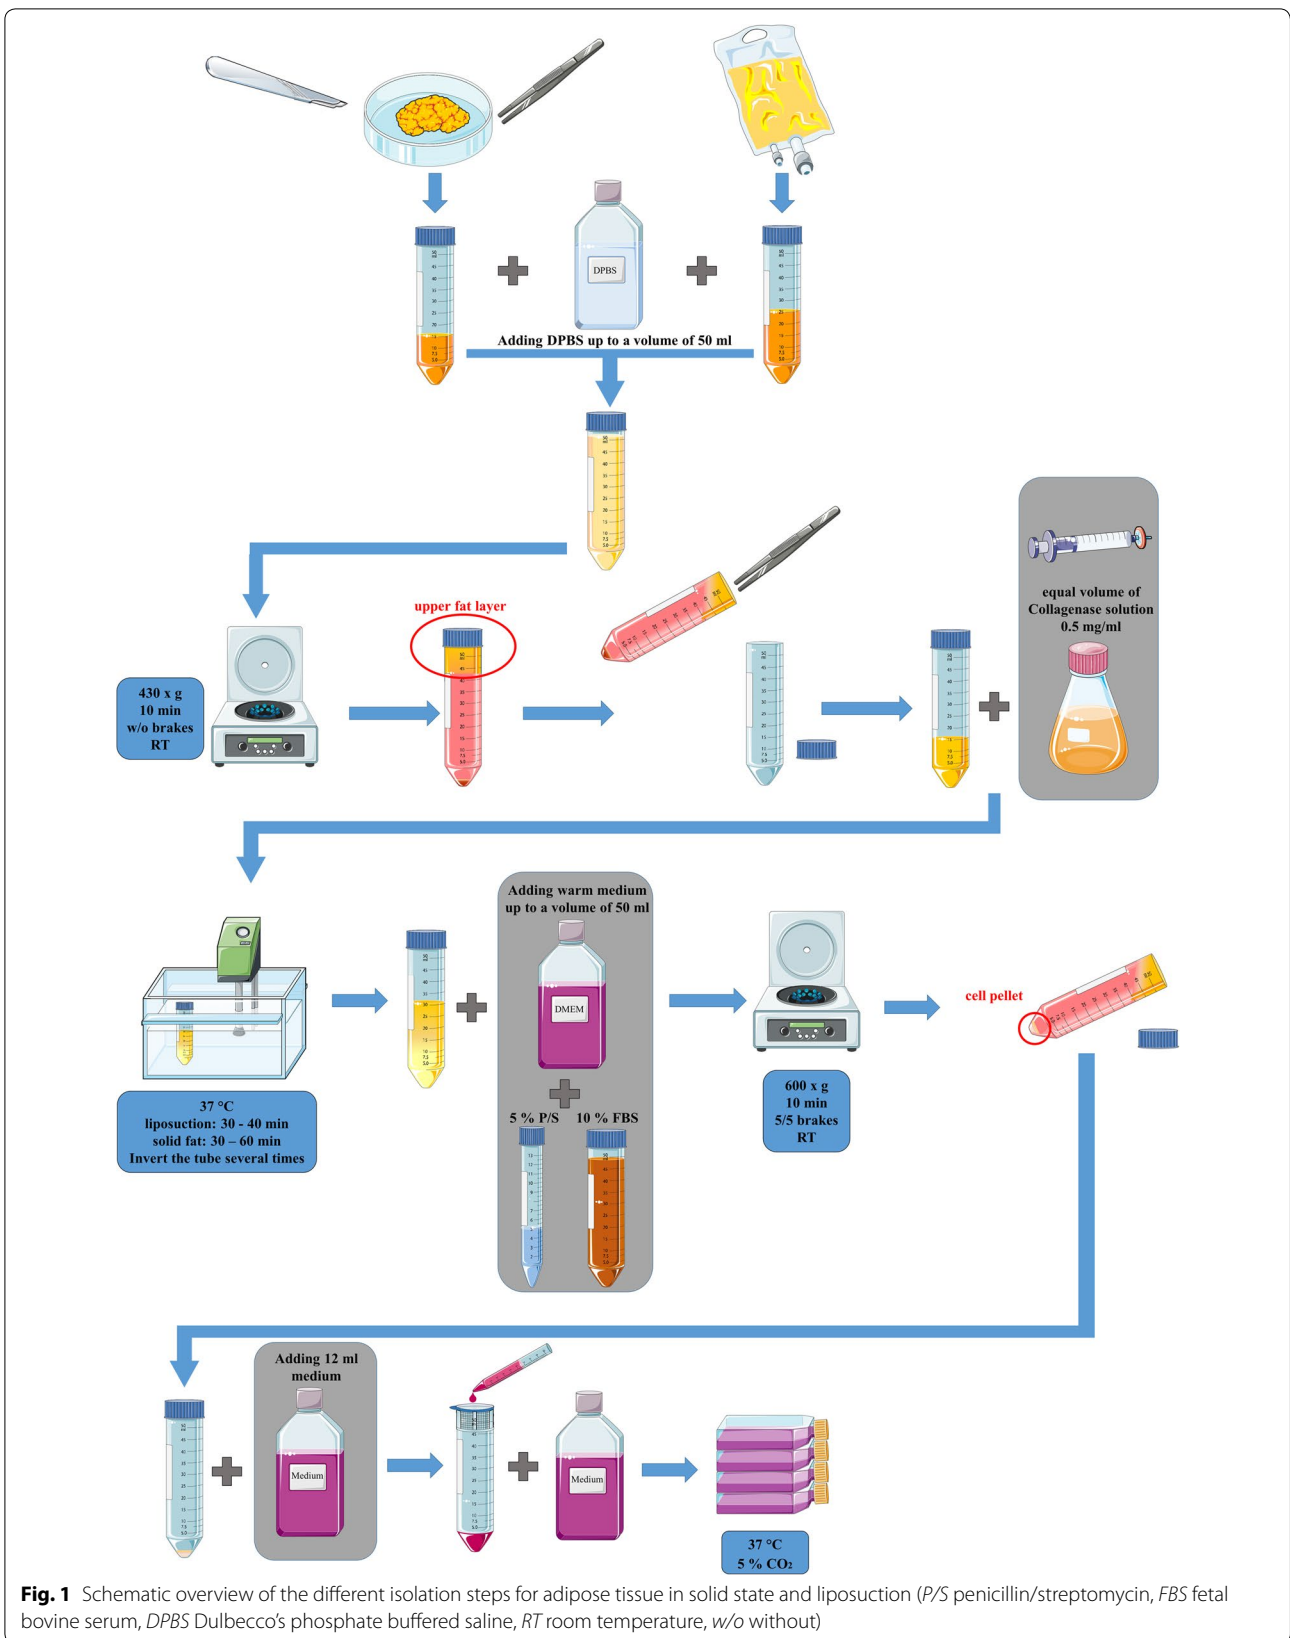 DPBS
Adding DPBS up to a volume of 50 ml
upper fat layer
430 x g
10 min
w/o brakes
RT
equal volume of
Collagenase solution
0.5 mg/ml
37 °C
liposuction: 30 - 40 min
solid fat: 30 – 60 min
Invert the tube several times
Adding warm medium
up to a volume of 50 ml
DMEM
5 % P/S 10 % FBS
600 x g
10 min
5/5 brakes
RT
cell pellet
Adding 12 ml
medium
Medium
Medium
37 °C
5 % CO₂
Fig. 1 Schematic overview of the different isolation steps for adipose tissue in solid state and liposuction (P/S penicillin/streptomycin, FBS fetal
bovine serum, DPBS Dulbecco’s phosphate buffered saline, RT room temperature, w/o without)